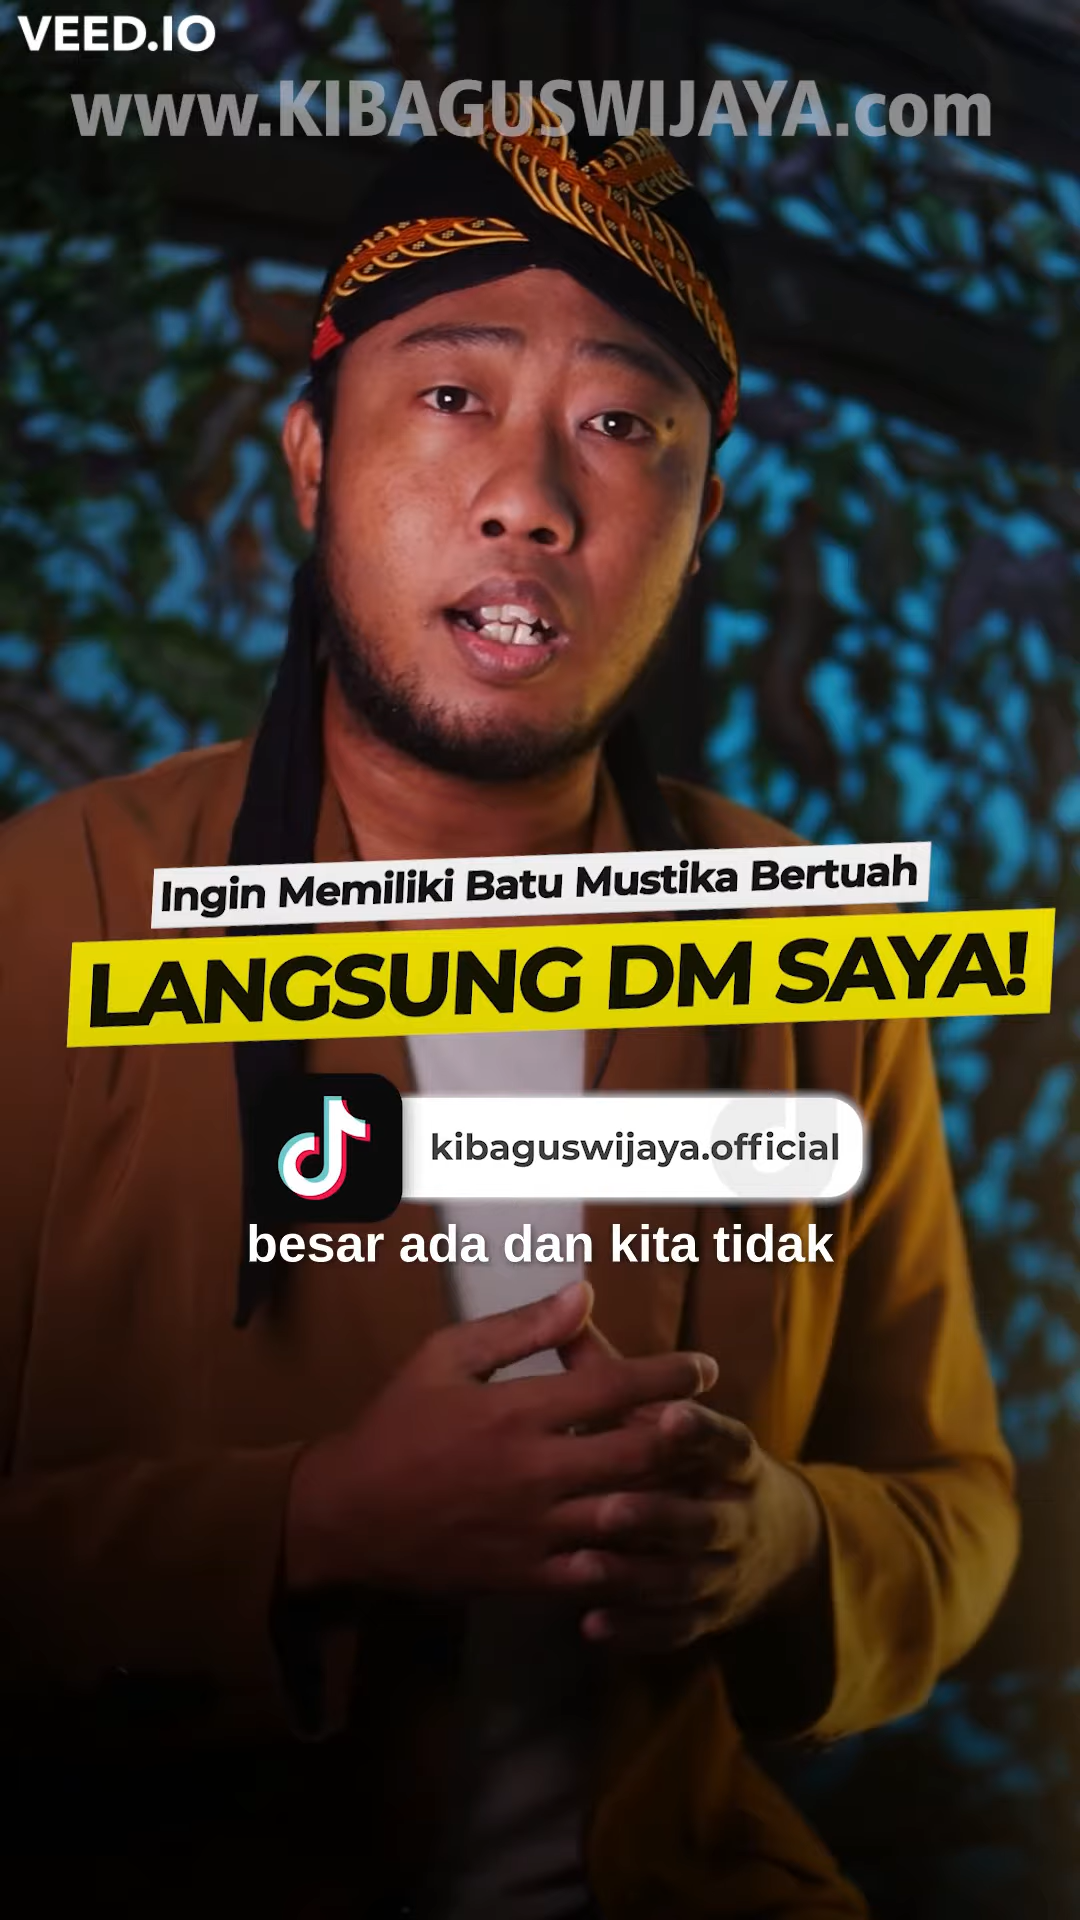 VEED.IO
www.KIBAGUSWIJAYA.com
Ingin Memiliki Batu Mustika Bertuah
LANGSUNG DM SAYA!
kibaguswijaya.official
besar ada dan kita tidak